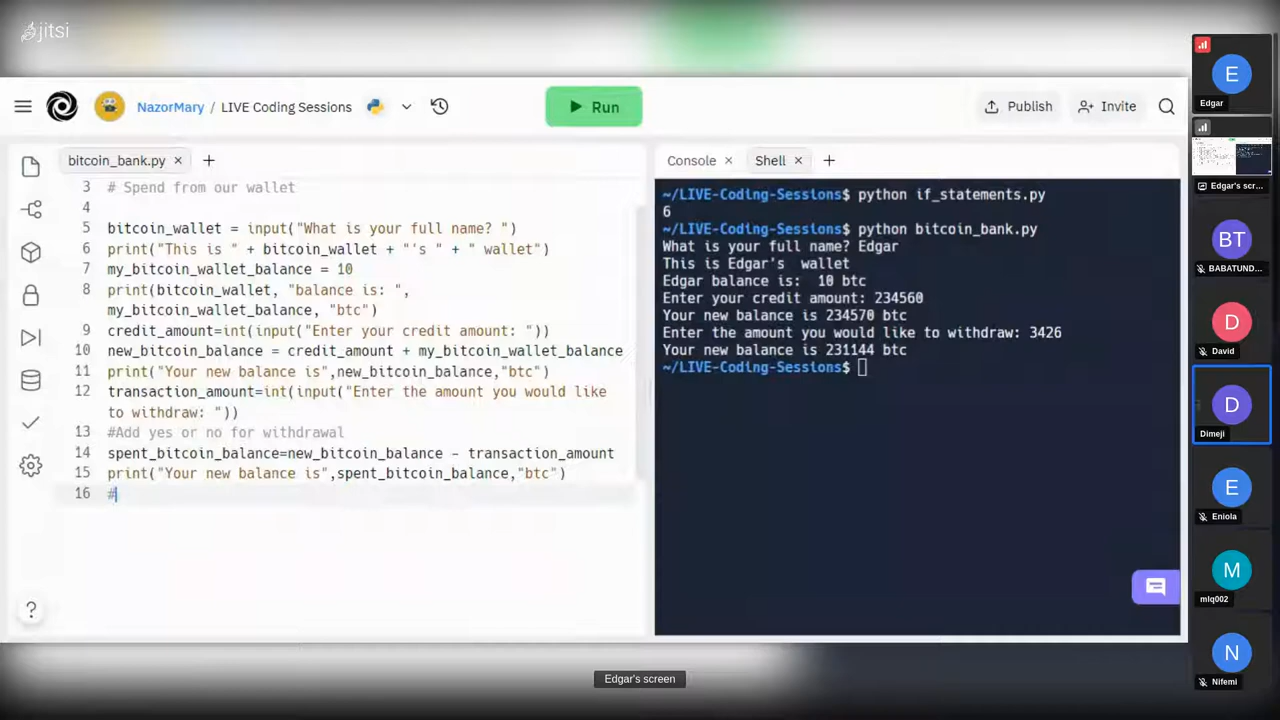 jitsi
NazorMary / LIVE Coding Sessions
Run
Publish
Invite
bitcoin_bank.py
3 # Spend from our wallet
4
5 bitcoin_wallet = input("What is your full name? ")
6 print("This is " + bitcoin_wallet + "'s " + " wallet")
7 my_bitcoin_wallet_balance = 10
8 print(bitcoin_wallet, "balance is: ",
my_bitcoin_wallet_balance, "btc")
9 credit_amount=int(input("Enter your credit amount: "))
10 new_bitcoin_balance = credit_amount + my_bitcoin_wallet_balance
11 print("Your new balance is",new_bitcoin_balance,"btc")
12 transaction_amount=int(input("Enter the amount you would like
to withdraw: "))
13 #Add yes or no for withdrawal
14 spent_bitcoin_balance=new_bitcoin_balance - transaction_amount
15 print("Your new balance is",spent_bitcoin_balance,"btc")
16 #
?
Console
Shell
~/LIVE-Coding-Sessions$ python if_statements.py
6
~/LIVE-Coding-Sessions$ python bitcoin_bank.py
What is your full name? Edgar
This is Edgar's  wallet
Edgar balance is:  10 btc
Enter your credit amount: 234560
Your new balance is 234570 btc
Enter the amount you would like to withdraw: 3426
Your new balance is 231144 btc
~/LIVE-Coding-Sessions$
Edgar's screen
E
Edgar
Edgar's scr...
BT
BABATUND...
D
David
D
Dimeji
E
Eniola
M
mlq002
N
Nifemi